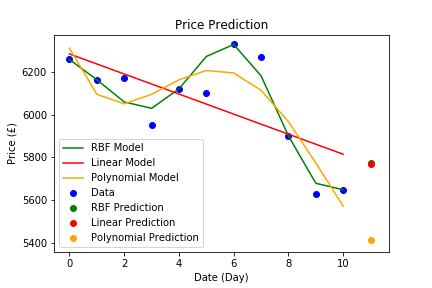 Price Prediction
Price (£)
6200
6000
5800
5600
5400
RBF Model
Linear Model
Polynomial Model
Data
RBF Prediction
Linear Prediction
Polynomial Prediction
0 2 4 6 8 10
Date (Day)